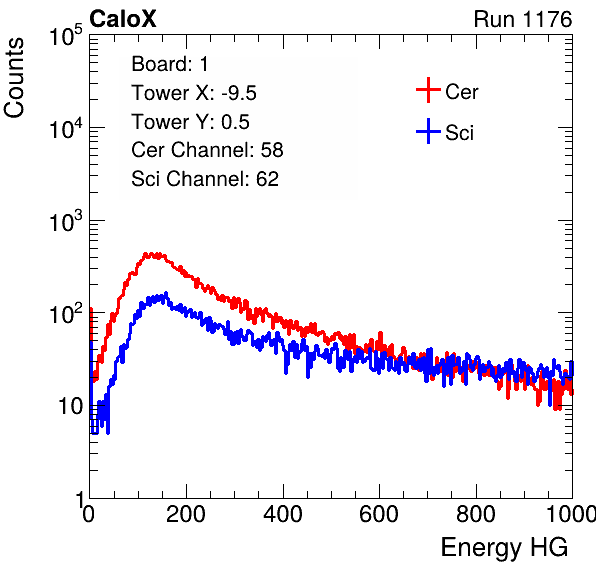 CaloX Run 1176
Counts
10^5
10^4
10^3
10^2
10
1
Board: 1
Tower X: -9.5
Tower Y: 0.5
Cer Channel: 58
Sci Channel: 62
Cer
Sci
0 200 400 600 800 1000
Energy HG